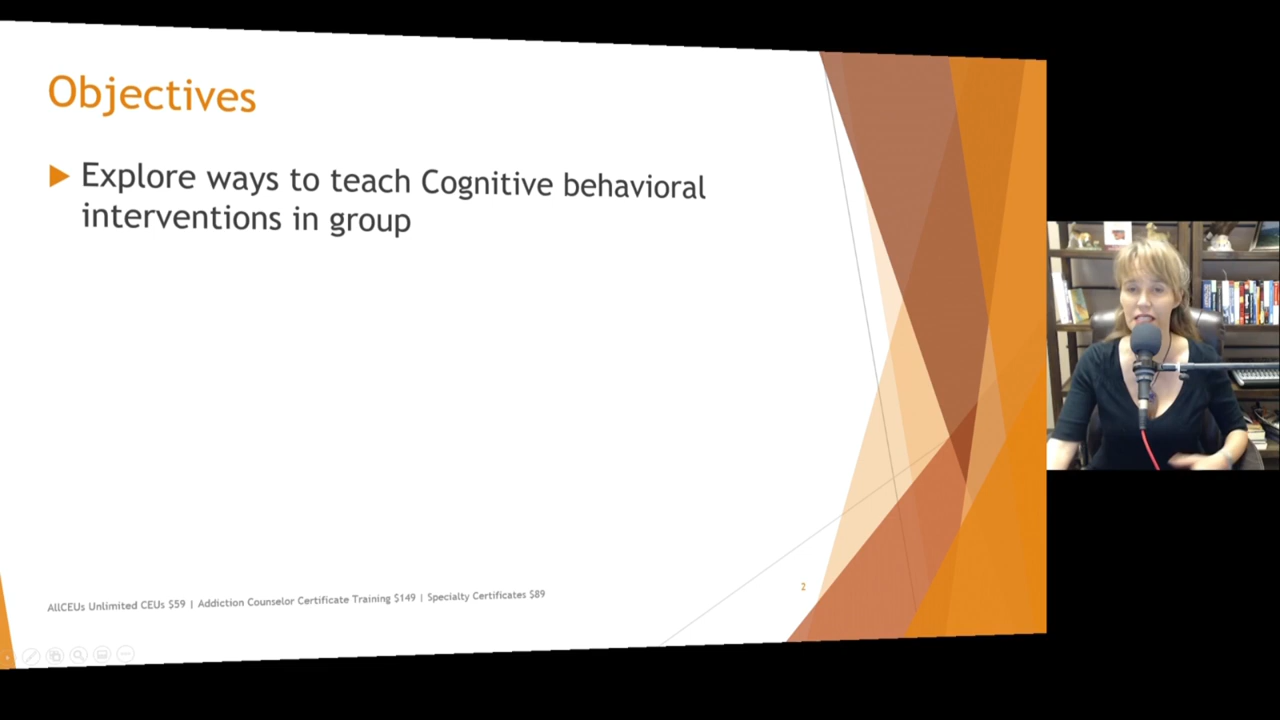 Objectives
Explore ways to teach Cognitive behavioral
interventions in group
AllCEUs Unlimited CEUs $59 | Addiction Counselor Certificate Training $149 | Specialty Certificates $89
2